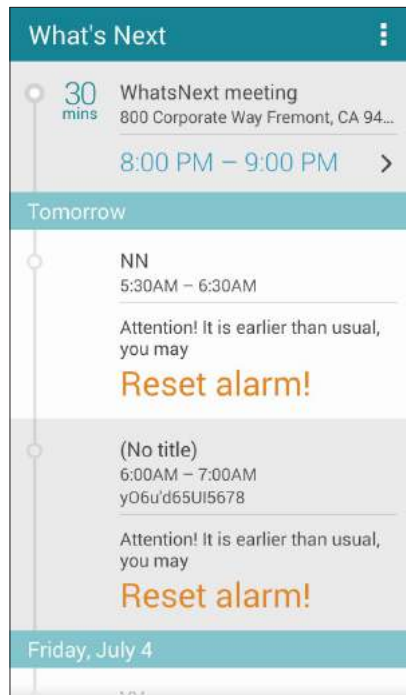 What's Next
30
mins
WhatsNext meeting
800 Corporate Way Fremont, CA 94...
8:00 PM – 9:00 PM
Tomorrow
NN
5:30AM – 6:30AM
Attention! It is earlier than usual,
you may
Reset alarm!
(No title)
6:00AM – 7:00AM
yO6u'd65UI5678
Attention! It is earlier than usual,
you may
Reset alarm!
Friday, July 4